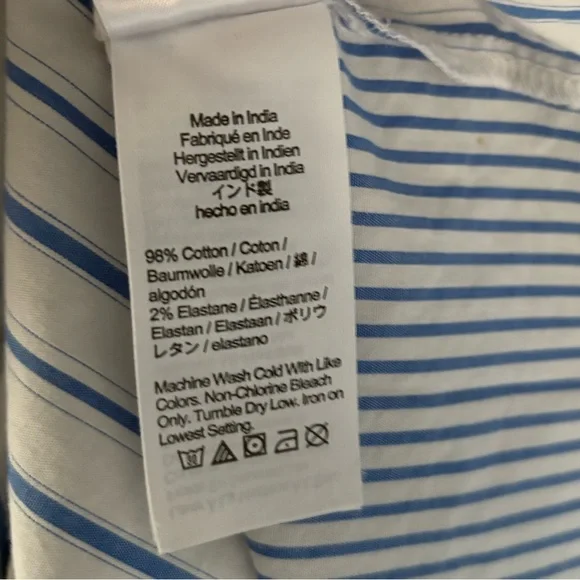 Made in India
Fabriqué en Inde
Hergestellt in Indien
Vervaardigd in India
インド製
hecho en india
98% Cotton / Coton /
Baumwolle / Katoen / 綿 /
algodón
2% Elastane / Élasthanne /
Elastan / Elastaan / ポリウ
レタン / elastano
Machine Wash Cold With Like
Colors. Non-Chlorine Bleach
Only. Tumble Dry Low. Iron on
Lowest Setting.
30